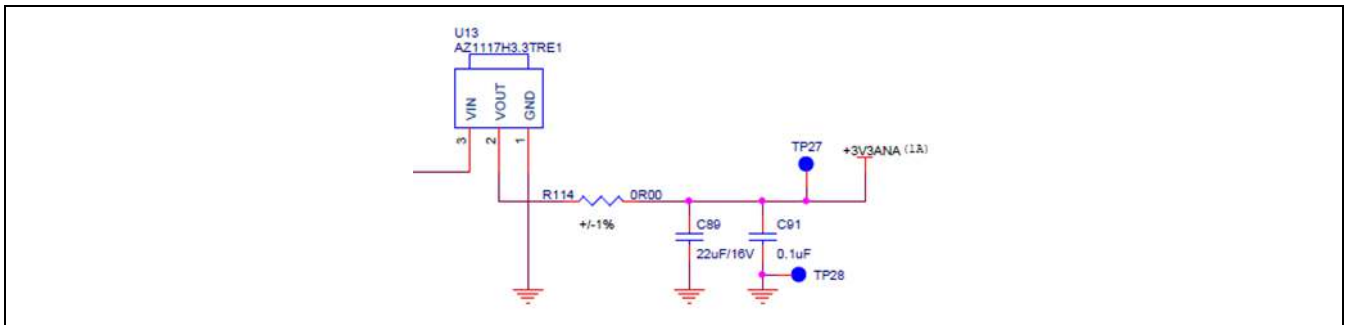 U13
AZ1117H3.3TRE1
VIN
VOUT
GND
3
2
1
R114
0R00
+/-1%
TP27
+3V3ANA (1A)
C89
22uF/16V
C91
0.1uF
TP28